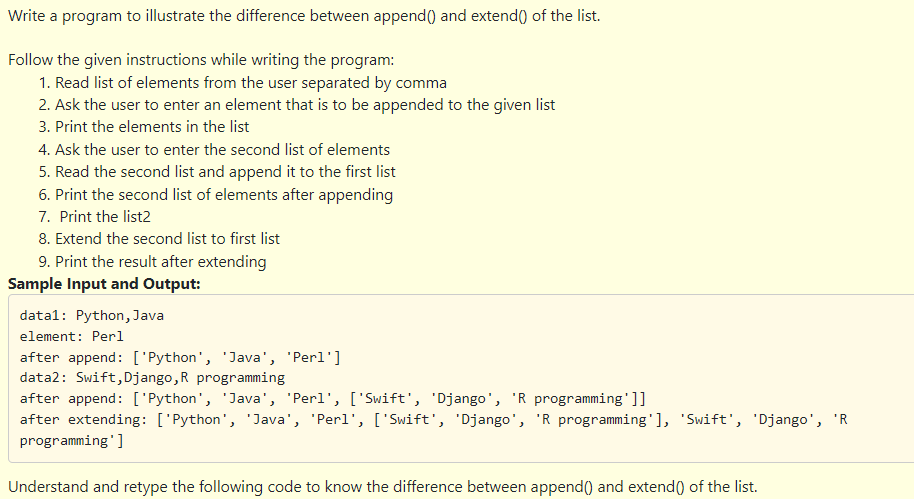 Write a program to illustrate the difference between append() and extend() of the list.
Follow the given instructions while writing the program:
1. Read list of elements from the user separated by comma
2. Ask the user to enter an element that is to be appended to the given list
3. Print the elements in the list
4. Ask the user to enter the second list of elements
5. Read the second list and append it to the first list
6. Print the second list of elements after appending
7. Print the list2
8. Extend the second list to first list
9. Print the result after extending
Sample Input and Output:
data1: Python,Java
element: Perl
after append: ['Python', 'Java', 'Perl']
data2: Swift,Django,R programming
after append: ['Python', 'Java', 'Perl', ['Swift', 'Django', 'R programming']]
after extending: ['Python', 'Java', 'Perl', ['Swift', 'Django', 'R programming'], 'Swift', 'Django', 'R
programming']
Understand and retype the following code to know the difference between append() and extend() of the list.